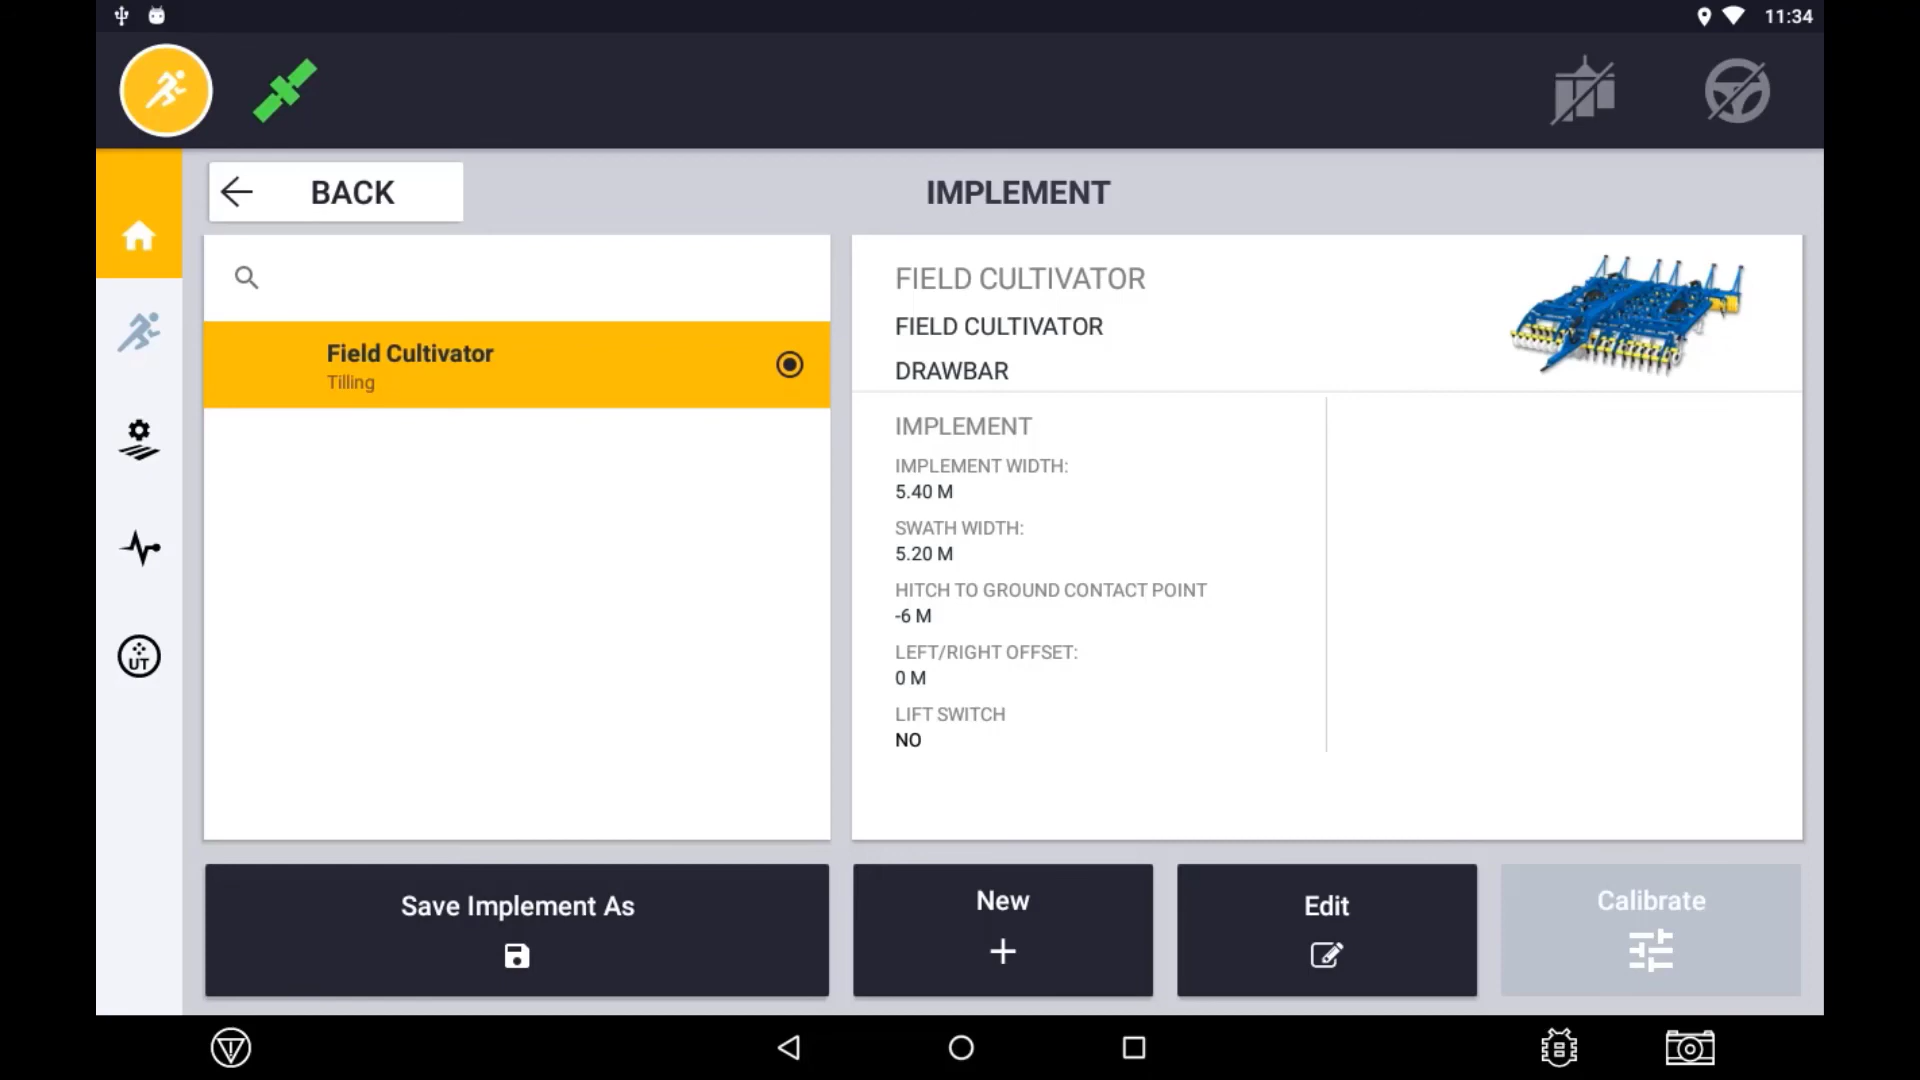 11:34
BACK
IMPLEMENT
Field Cultivator
Tilling
FIELD CULTIVATOR
FIELD CULTIVATOR
DRAWBAR
IMPLEMENT
IMPLEMENT WIDTH:
5.40 M
SWATH WIDTH:
5.20 M
HITCH TO GROUND CONTACT POINT
-6 M
LEFT/RIGHT OFFSET:
0 M
LIFT SWITCH
NO
UT
Save Implement As
New
Edit
Calibrate